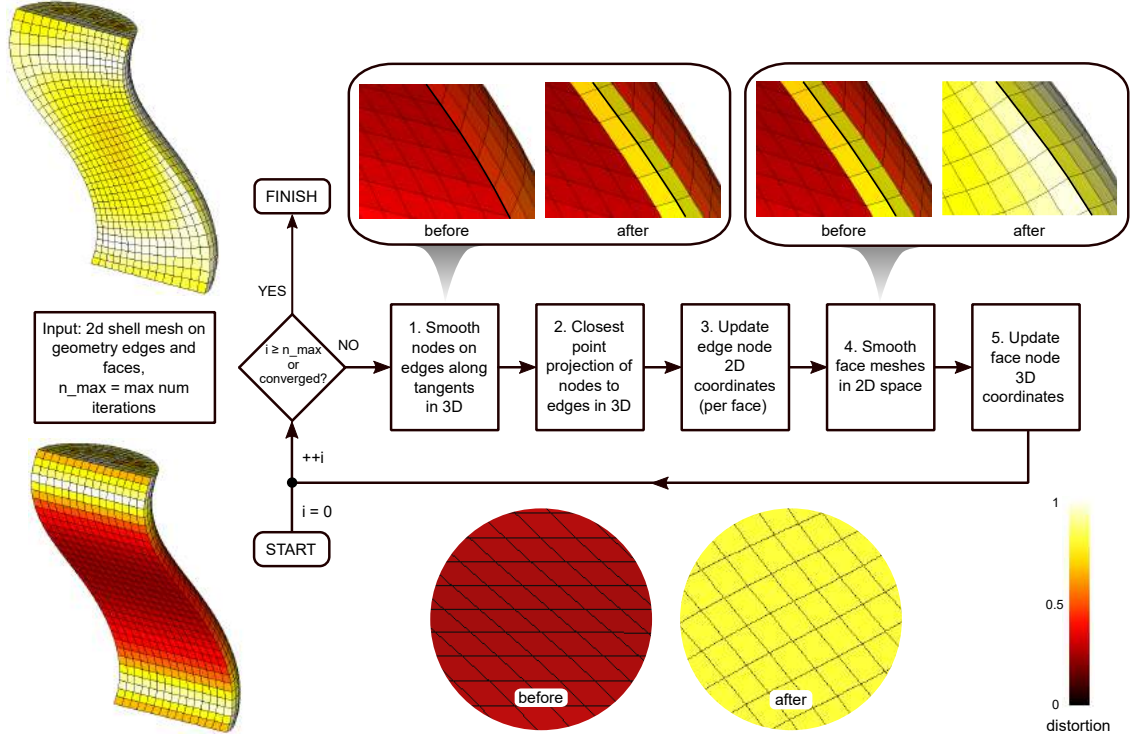 before
after
before
after
FINISH
YES
Input: 2d shell mesh on
geometry edges and
faces,
n_max = max num
iterations
i ≥ n_max
or
converged?
NO
1. Smooth
nodes on
edges along
tangents
in 3D
2. Closest
point
projection of
nodes to
edges in 3D
3. Update
edge node
2D
coordinates
(per face)
4. Smooth
face meshes
in 2D space
5. Update
face node
3D
coordinates
++i
i = 0
START
before
after
1
0.5
0
distortion